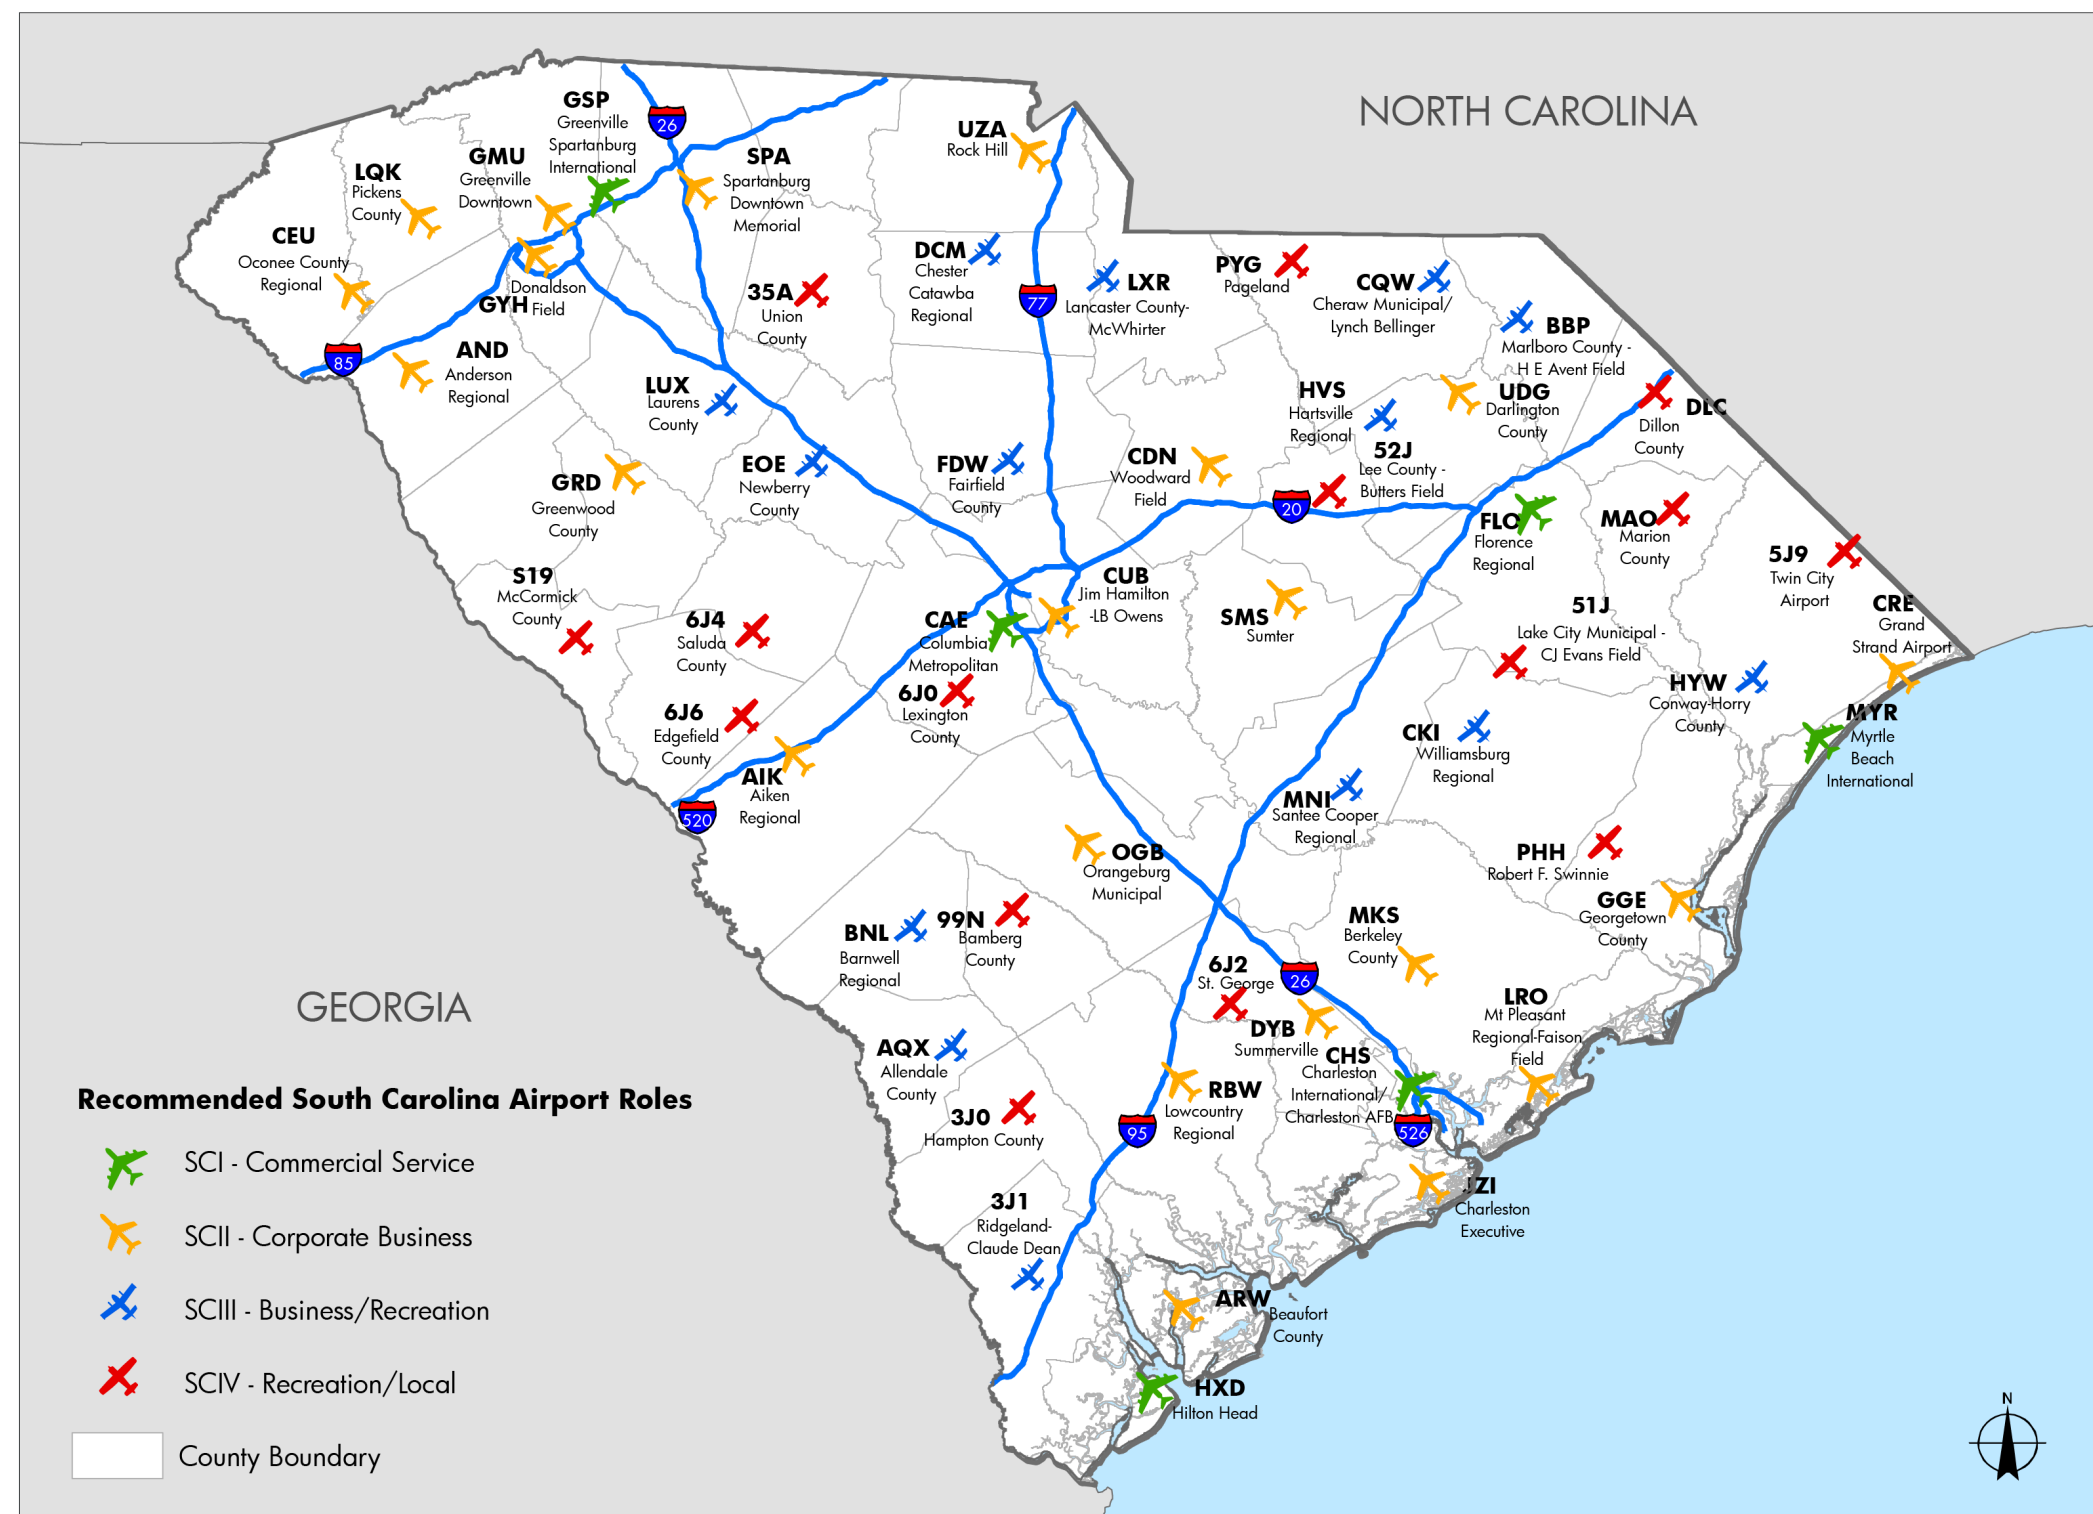 NORTH CAROLINA
GSP
Greenville
Spartanburg
International
26
UZA
Rock Hill
LQK
Pickens
County
GMU
Greenville
Downtown
SPA
Spartanburg
Downtown
Memorial
CEU
Oconee County
Regional
GYH
Donaldson
Field
35A
Union
County
DCM
Chester
Catawba
Regional
77
LXR
Lancaster County-
McWhirter
PYG
Pageland
CQW
Cheraw Municipal/
Lynch Bellinger
BBP
Marlboro County -
H E Avent Field
85
AND
Anderson
Regional
LUX
Laurens
County
HVS
Hartsville
Regional
UDG
Darlington
County
DLC
Dillon
County
GRD
Greenwood
County
EOE
Newberry
County
FDW
Fairfield
County
CDN
Woodward
Field
52J
Lee County -
Butters Field
20
FLO
Florence
Regional
MAO
Marion
County
5J9
Twin City
Airport
S19
McCormick
County
6J4
Saluda
County
CAE
Columbia
Metropolitan
CUB
Jim Hamilton
-LB Owens
SMS
Sumter
51J
Lake City Municipal -
CJ Evans Field
CRE
Grand
Strand Airport
6J6
Edgefield
County
6J0
Lexington
County
HYW
Conway-Horry
County
MYR
Myrtle
Beach
International
AIK
Aiken
Regional
520
CKI
Williamsburg
Regional
MNI
Santee Cooper
Regional
OGB
Orangeburg
Municipal
PHH
Robert F. Swinnie
GGE
Georgetown
County
BNL
Barnwell
Regional
99N
Bamberg
County
MKS
Berkeley
County
6J2
St. George
26
GEORGIA
DYB
Summerville
LRO
Mt Pleasant
Regional-Faison
Field
AQX
Allendale
County
CHS
Charleston
International/
Charleston AFB
RBW
Lowcountry
Regional
3J0
Hampton County
95
526
JZI
Charleston
Executive
3J1
Ridgeland-
Claude Dean
ARW
Beaufort
County
HXD
Hilton Head
Recommended South Carolina Airport Roles
SCI - Commercial Service
SCII - Corporate Business
SCIII - Business/Recreation
SCIV - Recreation/Local
County Boundary
N